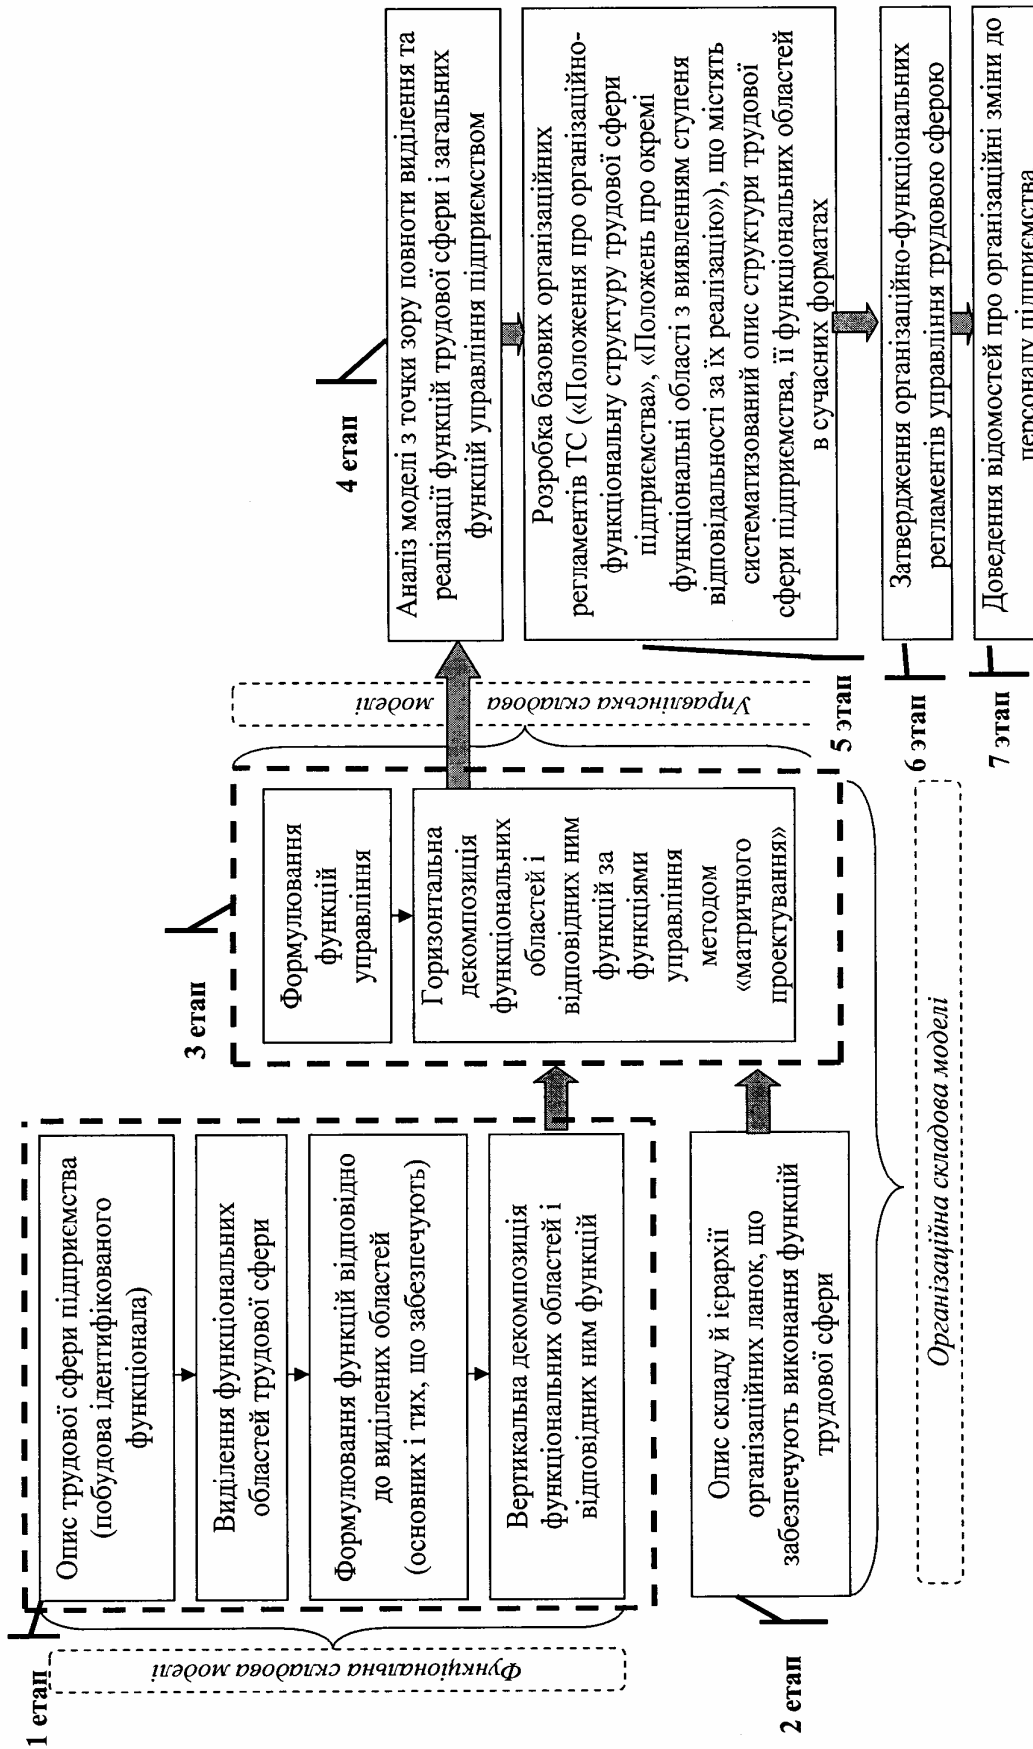 1 етап
Функціональна складова моделі
Опис трудової сфери підприємства
(побудова ідентифікованого
функціонала)
Виділення функціональних
областей трудової сфери
Формулювання функцій відповідно
до виділених областей
(основних і тих, що забезпечують)
Вертикальна декомпозиція
функціональних областей і
відповідних ним функцій
2 етап
Опис складу й ієрархії
організаційних ланок, що
забезпечують виконання функцій
трудової сфери
3 етап
Формулювання
функцій
управління
Горизонтальна
декомпозиція
функціональних
областей і
відповідних ним
функцій за
функціями
управління
методом
«матричного
проектування»
Управлінська складова
моделі
Організаційна складова моделі
4 етап
Аналіз моделі з точки зору повноти виділення та
реалізації функцій трудової сфери і загальних
функцій управління підприємством
5 этап
Розробка базових організаційних
регламентів ТС («Положення про організаційно-
функціональну структуру трудової сфери
підприємства», «Положень про окремі
функціональні області з виявленням ступеня
відповідальності за їх реалізацію»), що містять
систематизований опис структури трудової
сфери підприємства, її функціональних областей
в сучасних форматах
6 этап
Затвердження організаційно-функціональних
регламентів управління трудовою сферою
7 этап
Доведення відомостей про організаційні зміни до
персоналу підприємства